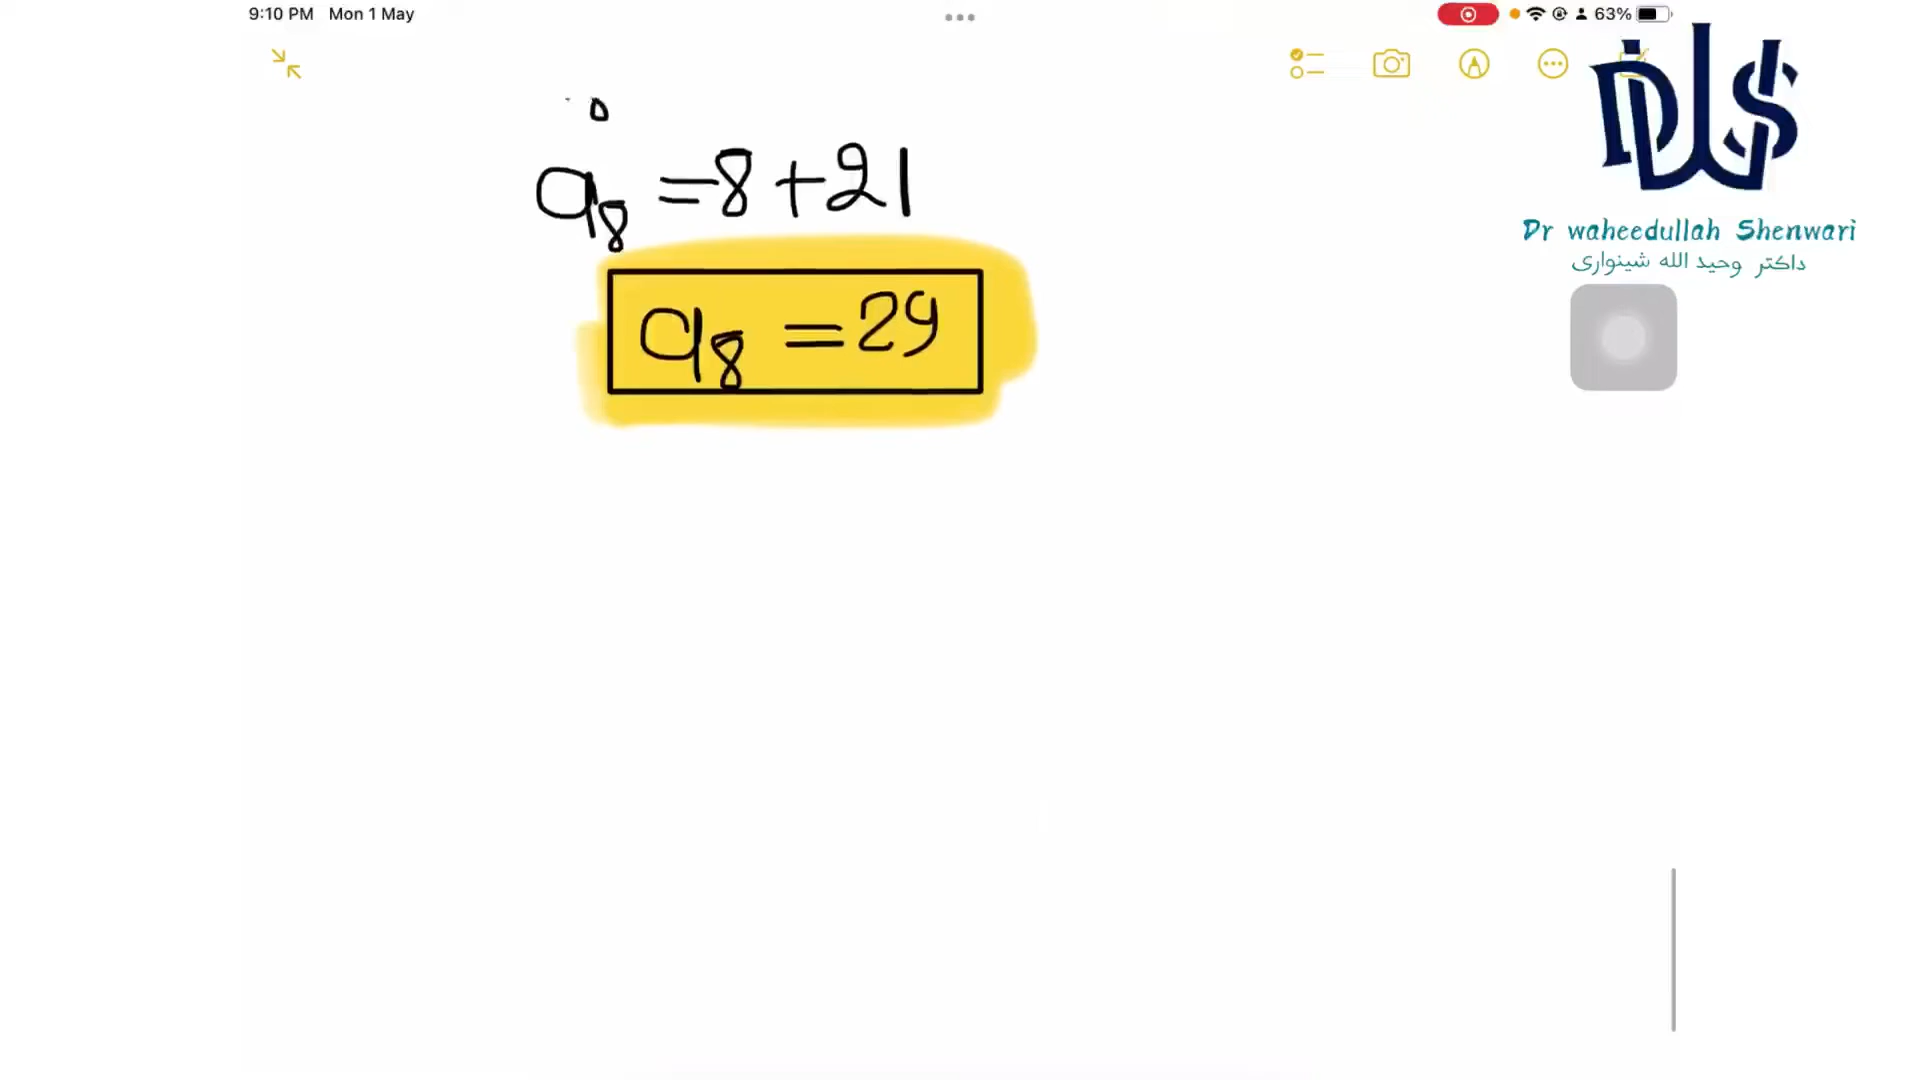 9:10 PM Mon 1 May
63%
DWS
Dr waheedullah Shenwari
داکتر وحید الله شینواری
a₈ = 8 + 21
a₈ = 29